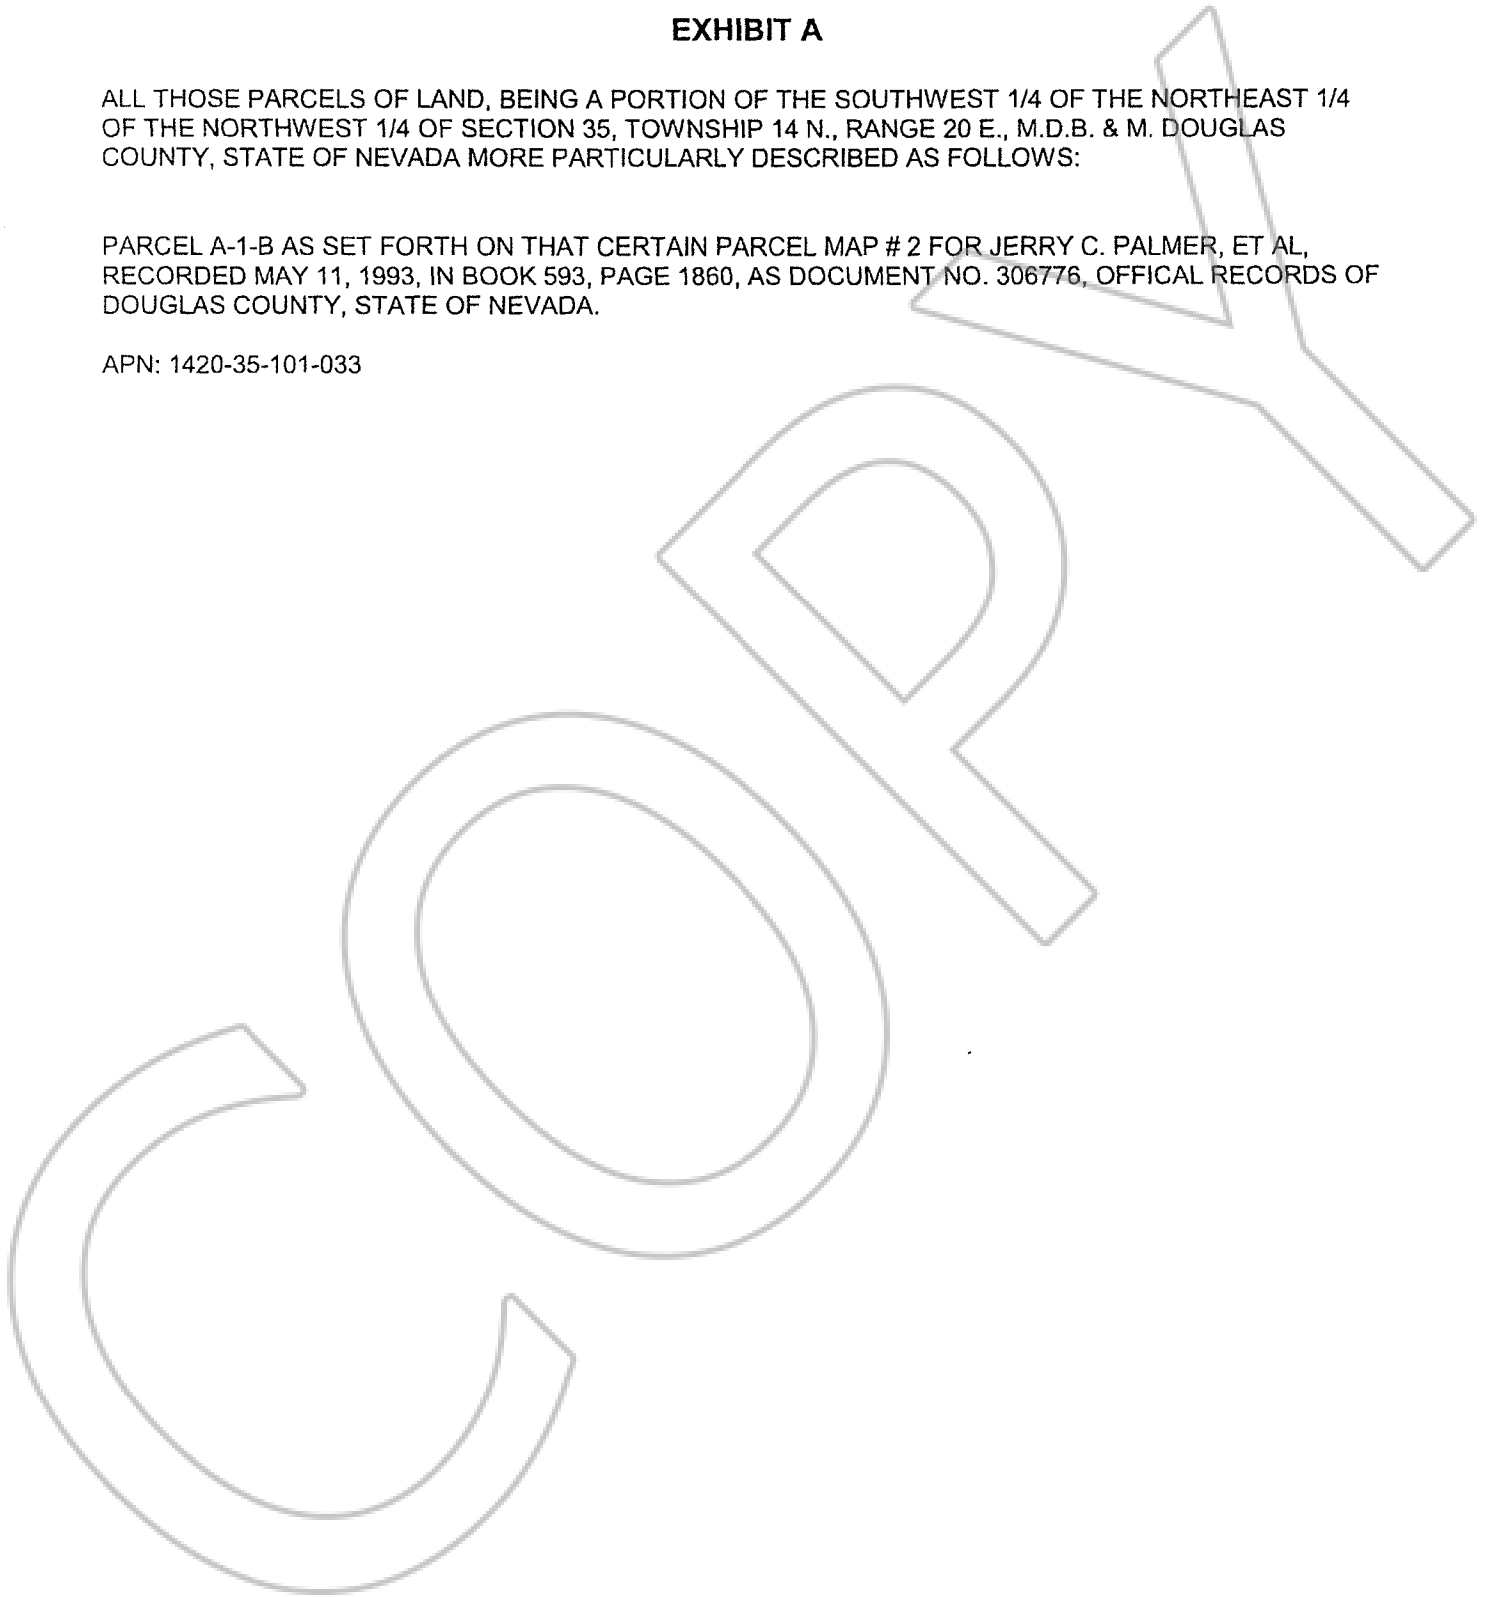 EXHIBIT A
ALL THOSE PARCELS OF LAND, BEING A PORTION OF THE SOUTHWEST 1/4 OF THE NORTHEAST 1/4
OF THE NORTHWEST 1/4 OF SECTION 35, TOWNSHIP 14 N., RANGE 20 E., M.D.B. & M. DOUGLAS
COUNTY, STATE OF NEVADA MORE PARTICULARLY DESCRIBED AS FOLLOWS:
PARCEL A-1-B AS SET FORTH ON THAT CERTAIN PARCEL MAP # 2 FOR JERRY C. PALMER, ET AL,
RECORDED MAY 11, 1993, IN BOOK 593, PAGE 1860, AS DOCUMENT NO. 306776, OFFICAL RECORDS OF
DOUGLAS COUNTY, STATE OF NEVADA.
APN: 1420-35-101-033
COPY